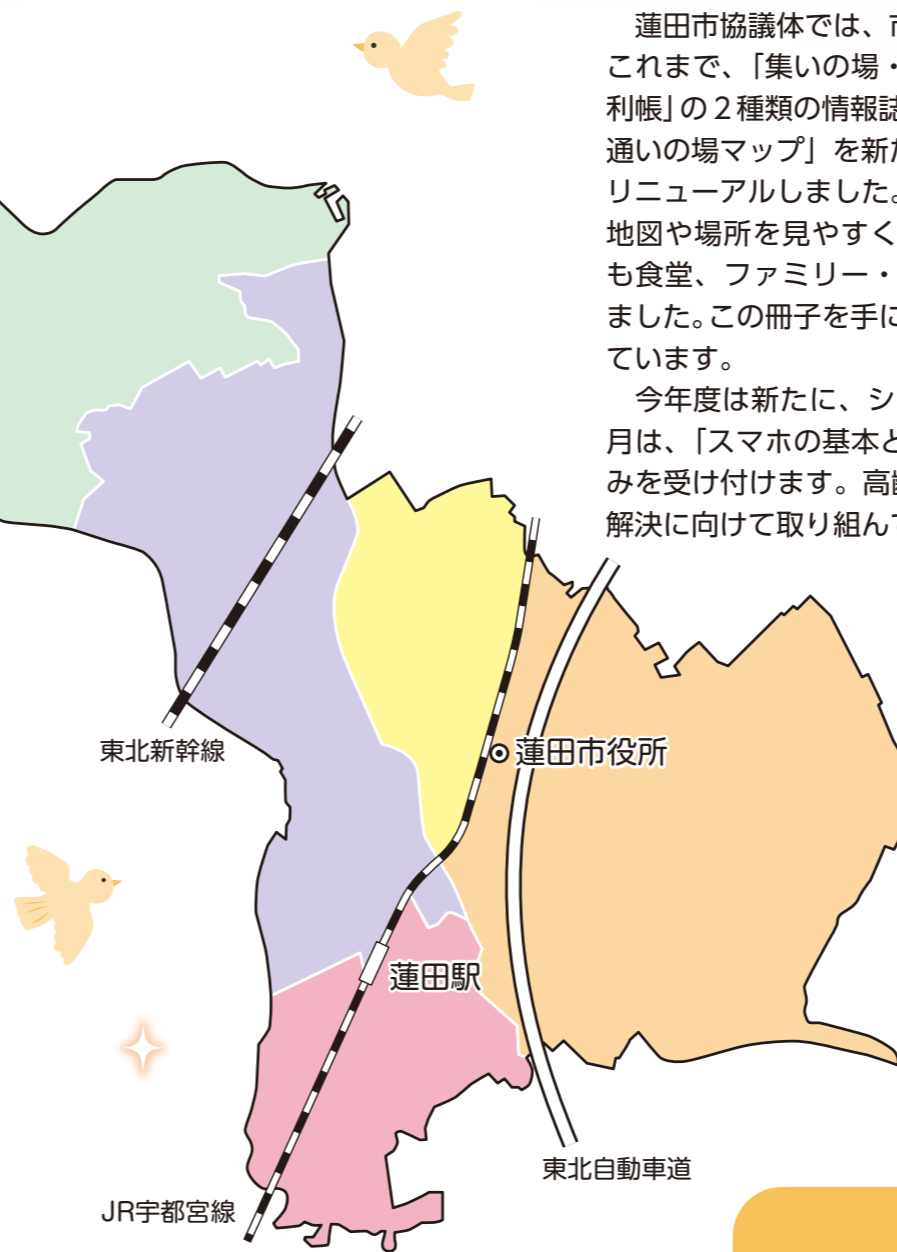 蓮田市協議体では、市
これまで、「集いの場・
利帳」の２種類の情報誌
通いの場マップ」を新た
リニューアルしました。
地図や場所を見やすく
も食堂、ファミリー・
ました。この冊子を手に
ています。
今年度は新たに、シ
月は、「スマホの基本と
みを受け付けます。高齢
解決に向けて取り組んで
東北新幹線
蓮田市役所
蓮田駅
東北自動車道
JR宇都宮線